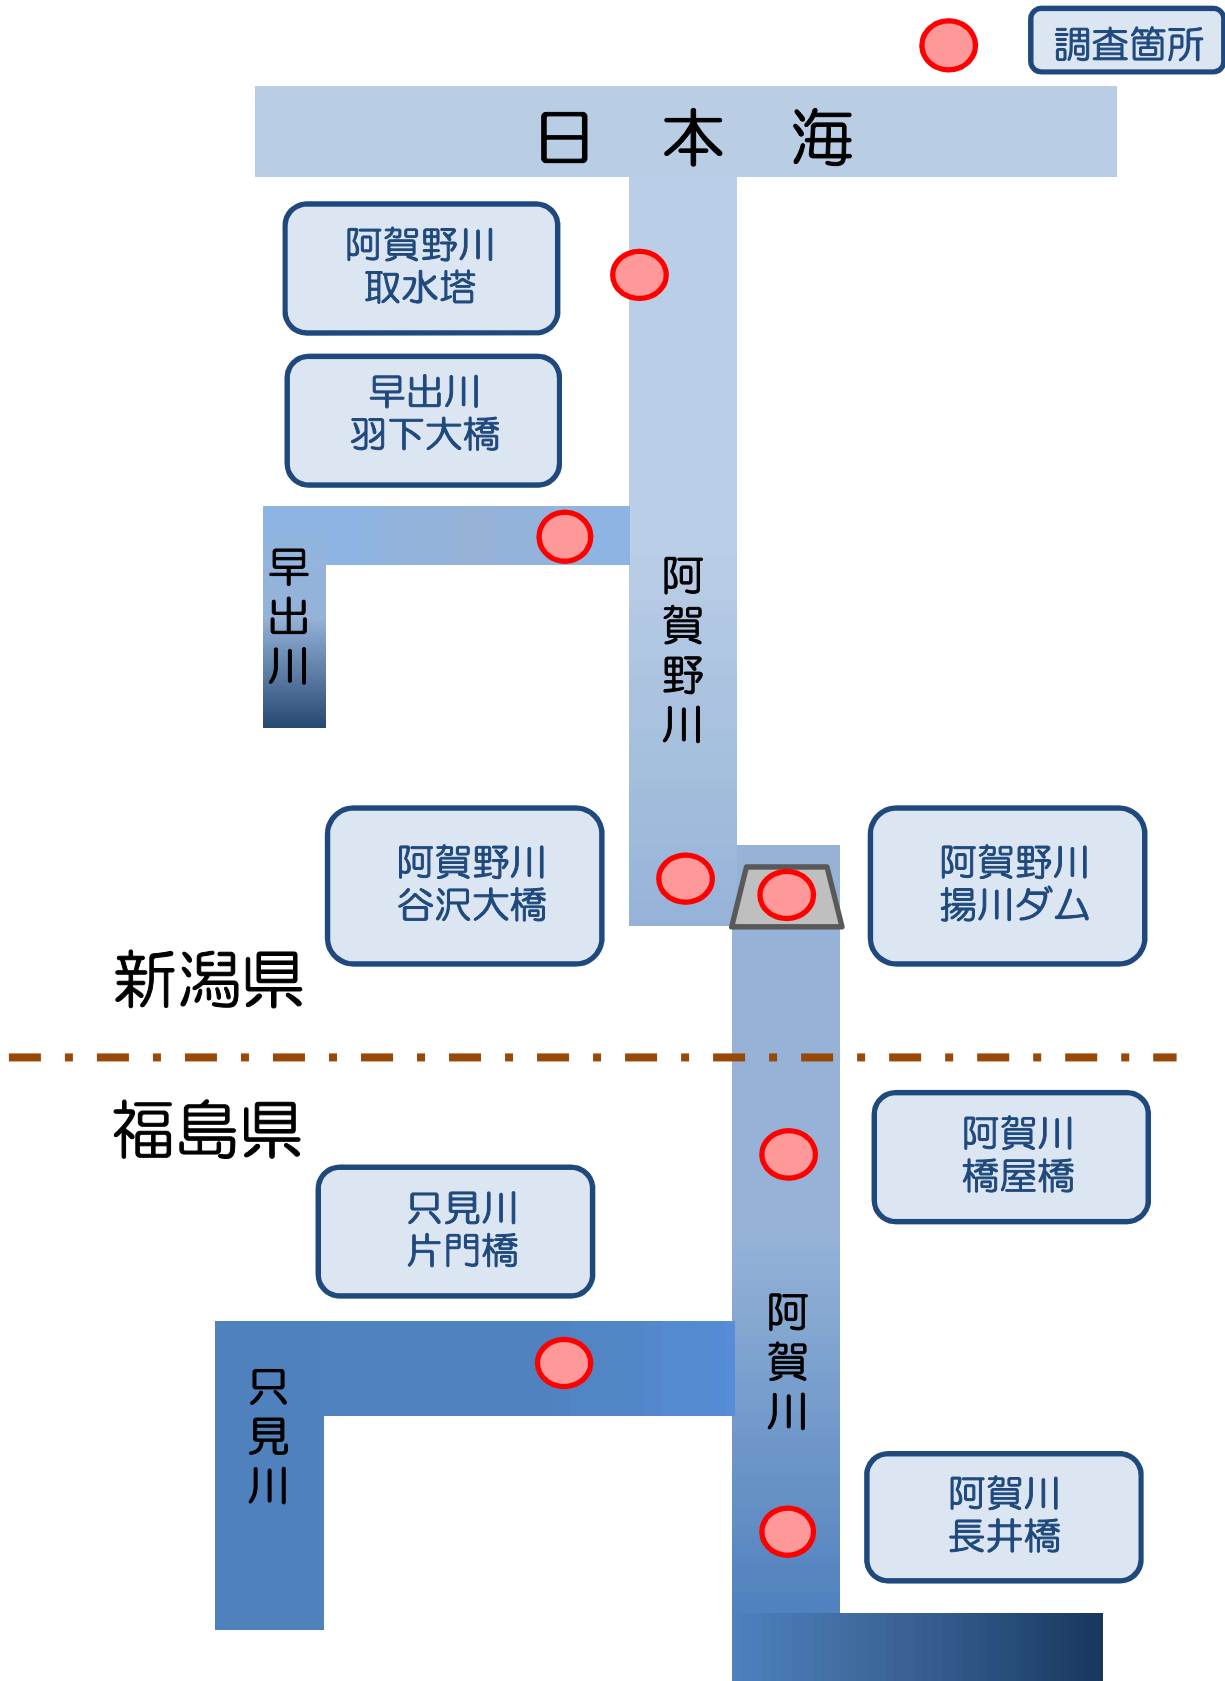 調査箇所
日本海
阿賀野川
取水塔
早出川
羽下大橋
早出川
阿賀野川
阿賀野川
谷沢大橋
阿賀野川
揚川ダム
新潟県
福島県
阿賀川
橋屋橋
只見川
片門橋
阿賀川
只見川
阿賀川
長井橋